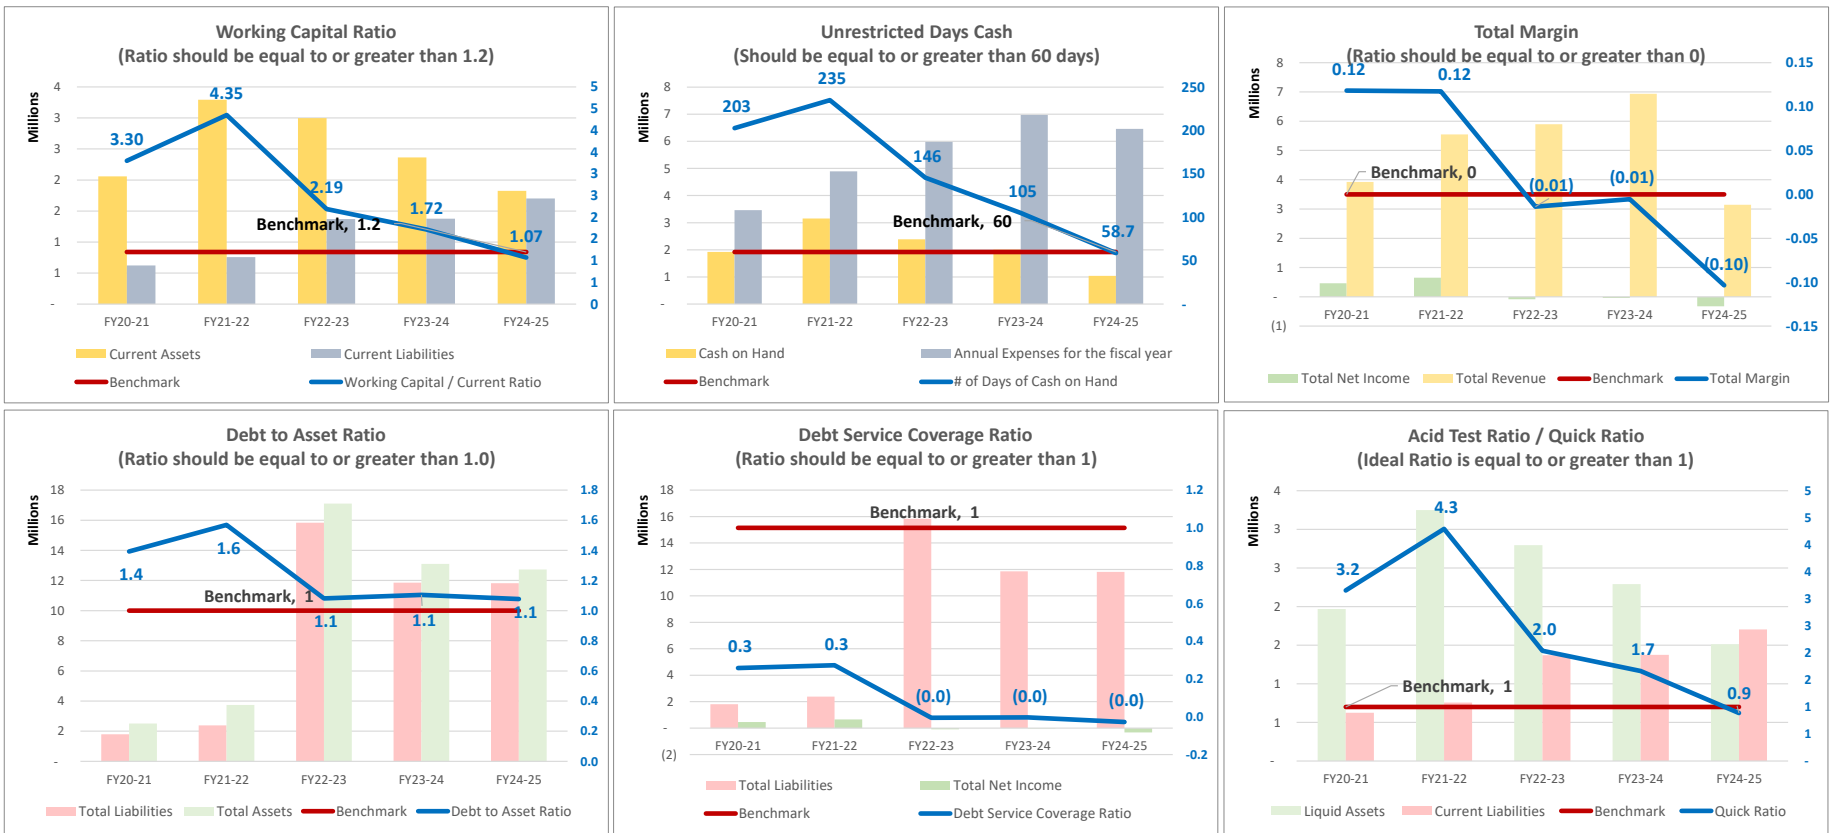 Working Capital Ratio
(Ratio should be equal to or greater than 1.2)
Millions
4
3
3
2
2
1
1
-
5
5
4
4
3
3
2
2
1
1
0
3.30
4.35
2.19
1.72
1.07
Benchmark, 1.2
FY20-21
FY21-22
FY22-23
FY23-24
FY24-25
Current Assets
Current Liabilities
Benchmark
Working Capital / Current Ratio
Unrestricted Days Cash
(Should be equal to or greater than 60 days)
Millions
8
7
6
5
4
3
2
1
-
250
200
150
100
50
-
203
235
146
105
58.7
Benchmark, 60
FY20-21
FY21-22
FY22-23
FY23-24
FY24-25
Cash on Hand
Annual Expenses for the fiscal year
Benchmark
# of Days of Cash on Hand
Total Margin
(Ratio should be equal to or greater than 0)
Millions
8
7
6
5
4
3
2
1
-
(1)
0.15
0.10
0.05
0.00
-0.05
-0.10
-0.15
0.12
0.12
(0.01)
(0.01)
(0.10)
Benchmark, 0
FY20-21
FY21-22
FY22-23
FY23-24
FY24-25
Total Net Income
Total Revenue
Benchmark
Total Margin
Debt to Asset Ratio
(Ratio should be equal to or greater than 1.0)
Millions
18
16
14
12
10
8
6
4
2
-
1.8
1.6
1.4
1.2
1.0
0.8
0.6
0.4
0.2
0.0
1.4
1.6
1.1
1.1
1.1
Benchmark, 1
FY20-21
FY21-22
FY22-23
FY23-24
FY24-25
Total Liabilities
Total Assets
Benchmark
Debt to Asset Ratio
Debt Service Coverage Ratio
(Ratio should be equal to or greater than 1)
Millions
18
16
14
12
10
8
6
4
2
-
(2)
1.2
1.0
0.8
0.6
0.4
0.2
0.0
-0.2
Benchmark, 1
0.3
0.3
(0.0)
(0.0)
(0.0)
FY20-21
FY21-22
FY22-23
FY23-24
FY24-25
Total Liabilities
Total Net Income
Benchmark
Debt Service Coverage Ratio
Acid Test Ratio / Quick Ratio
(Ideal Ratio is equal to or greater than 1)
Millions
4
3
3
2
2
1
1
-
5
5
4
4
3
3
2
2
1
1
-
3.2
4.3
2.0
1.7
0.9
Benchmark, 1
FY20-21
FY21-22
FY22-23
FY23-24
FY24-25
Liquid Assets
Current Liabilities
Benchmark
Quick Ratio